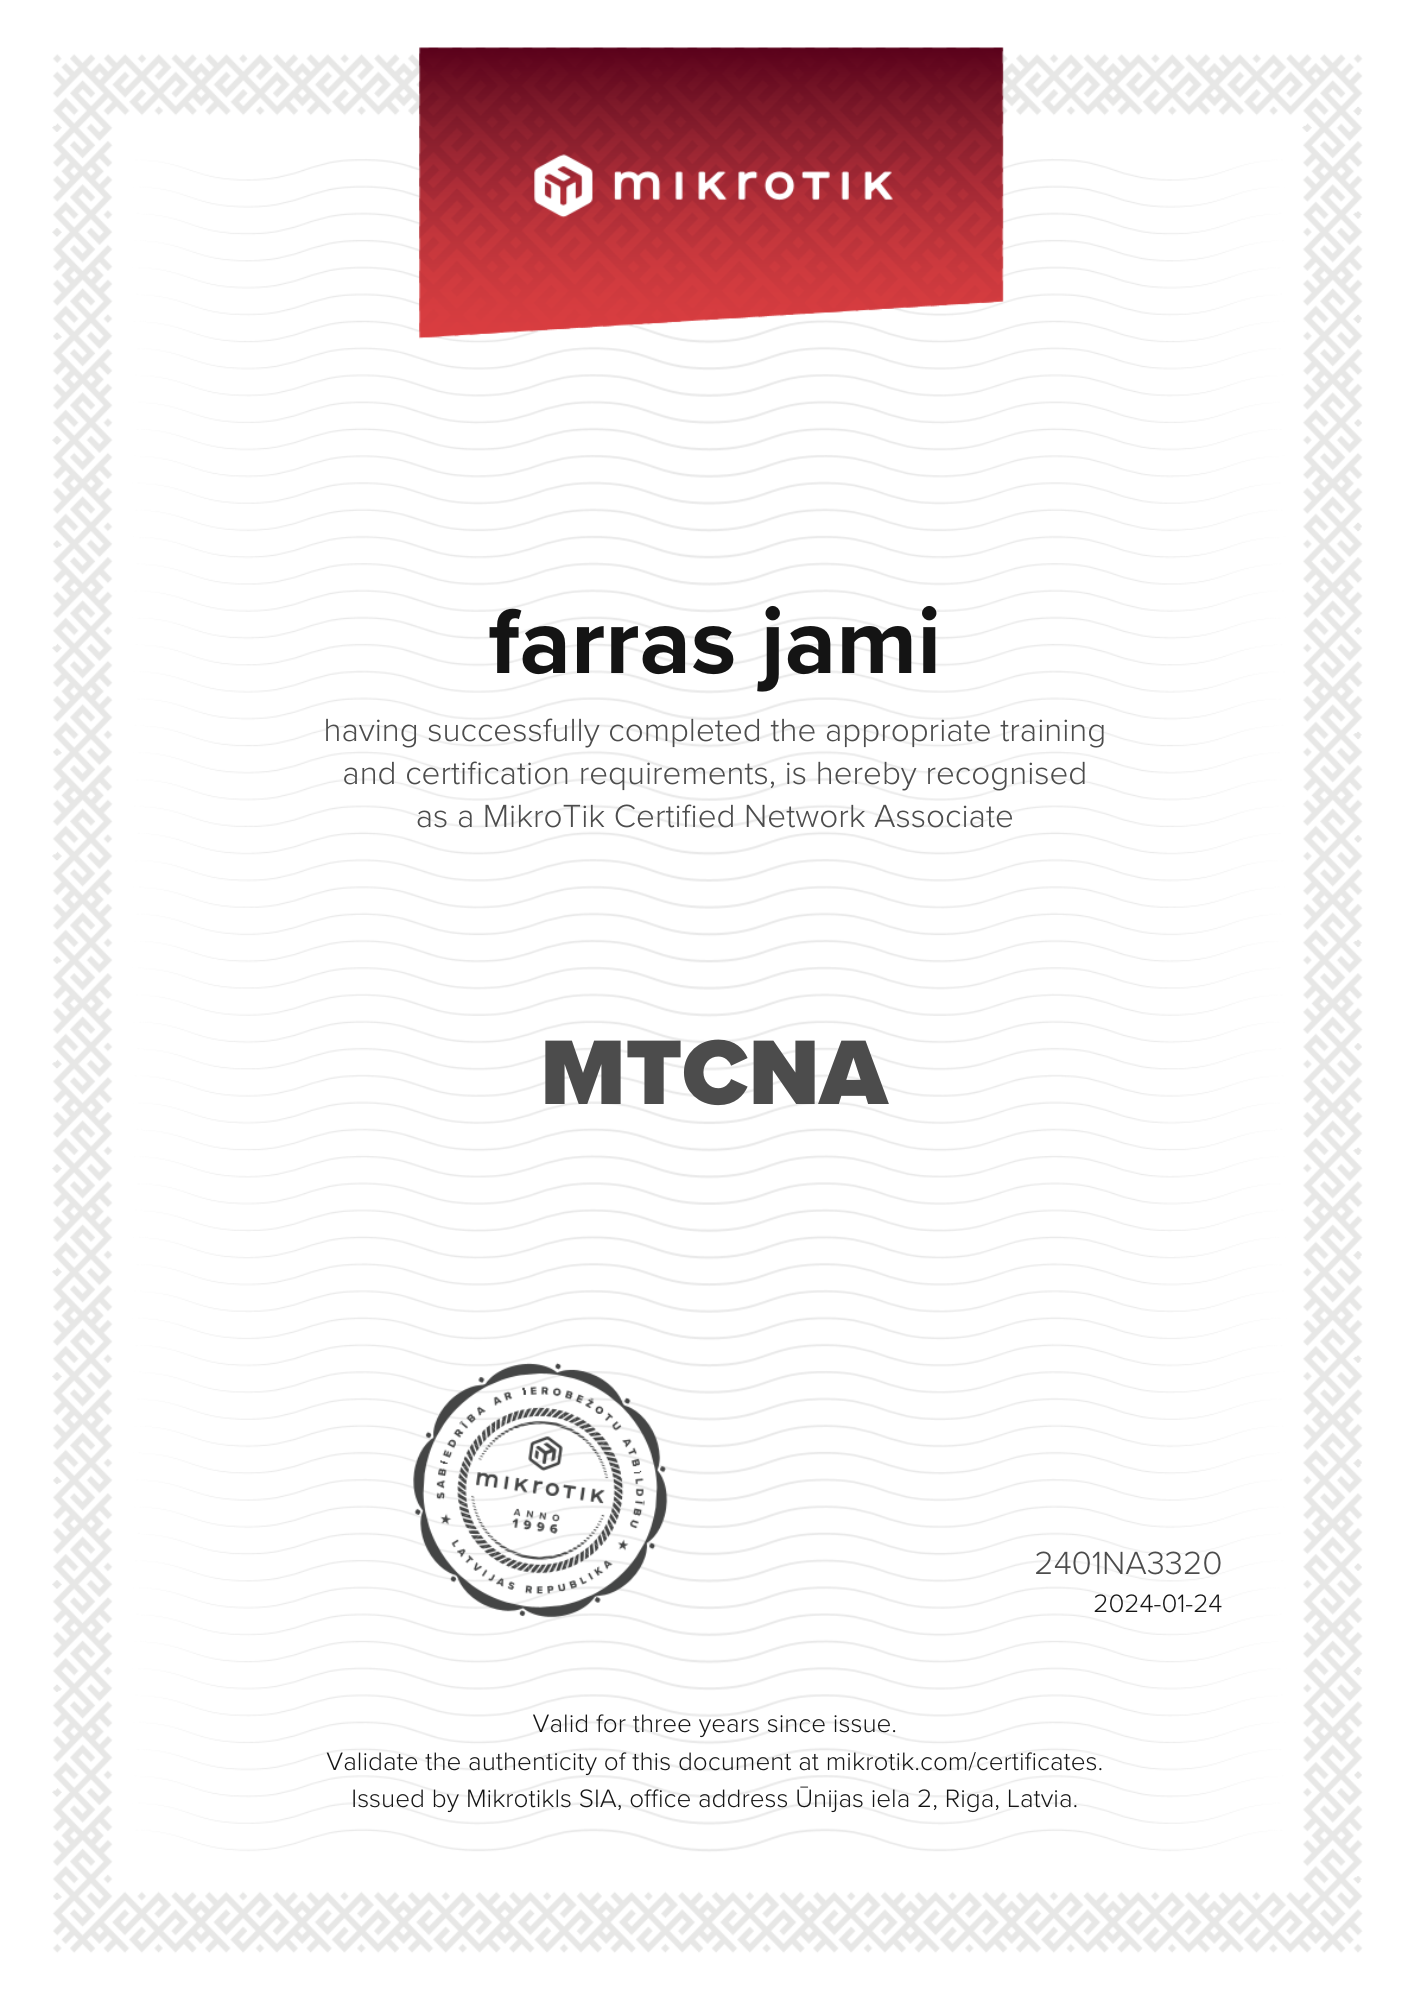 mikrotik
farras jami
having successfully completed the appropriate training
and certification requirements, is hereby recognised
as a MikroTik Certified Network Associate
MTCNA
SABIEDRĪBA AR IEROBEŽOTU ATBILDĪBU
mikrotik
ANNO
1996
★ LATVIJAS REPUBLIKA ★
2401NA3320
2024-01-24
Valid for three years since issue.
Validate the authenticity of this document at mikrotik.com/certificates.
Issued by Mikrotikls SIA, office address Ūnijas iela 2, Riga, Latvia.